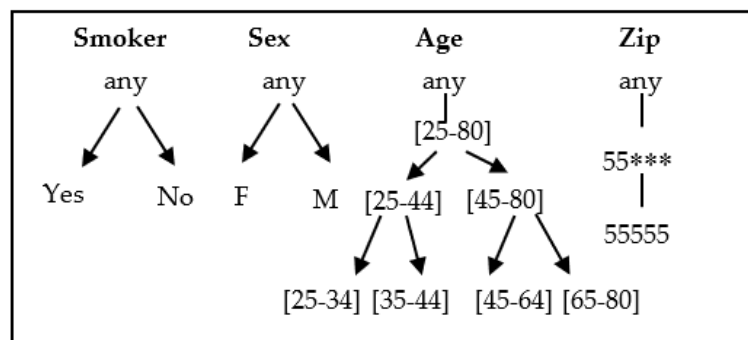 Smoker Sex Age Zip
any any any any
[25-80]
55***
Yes No F M [25-44] [45-80]
55555
[25-34] [35-44] [45-64] [65-80]